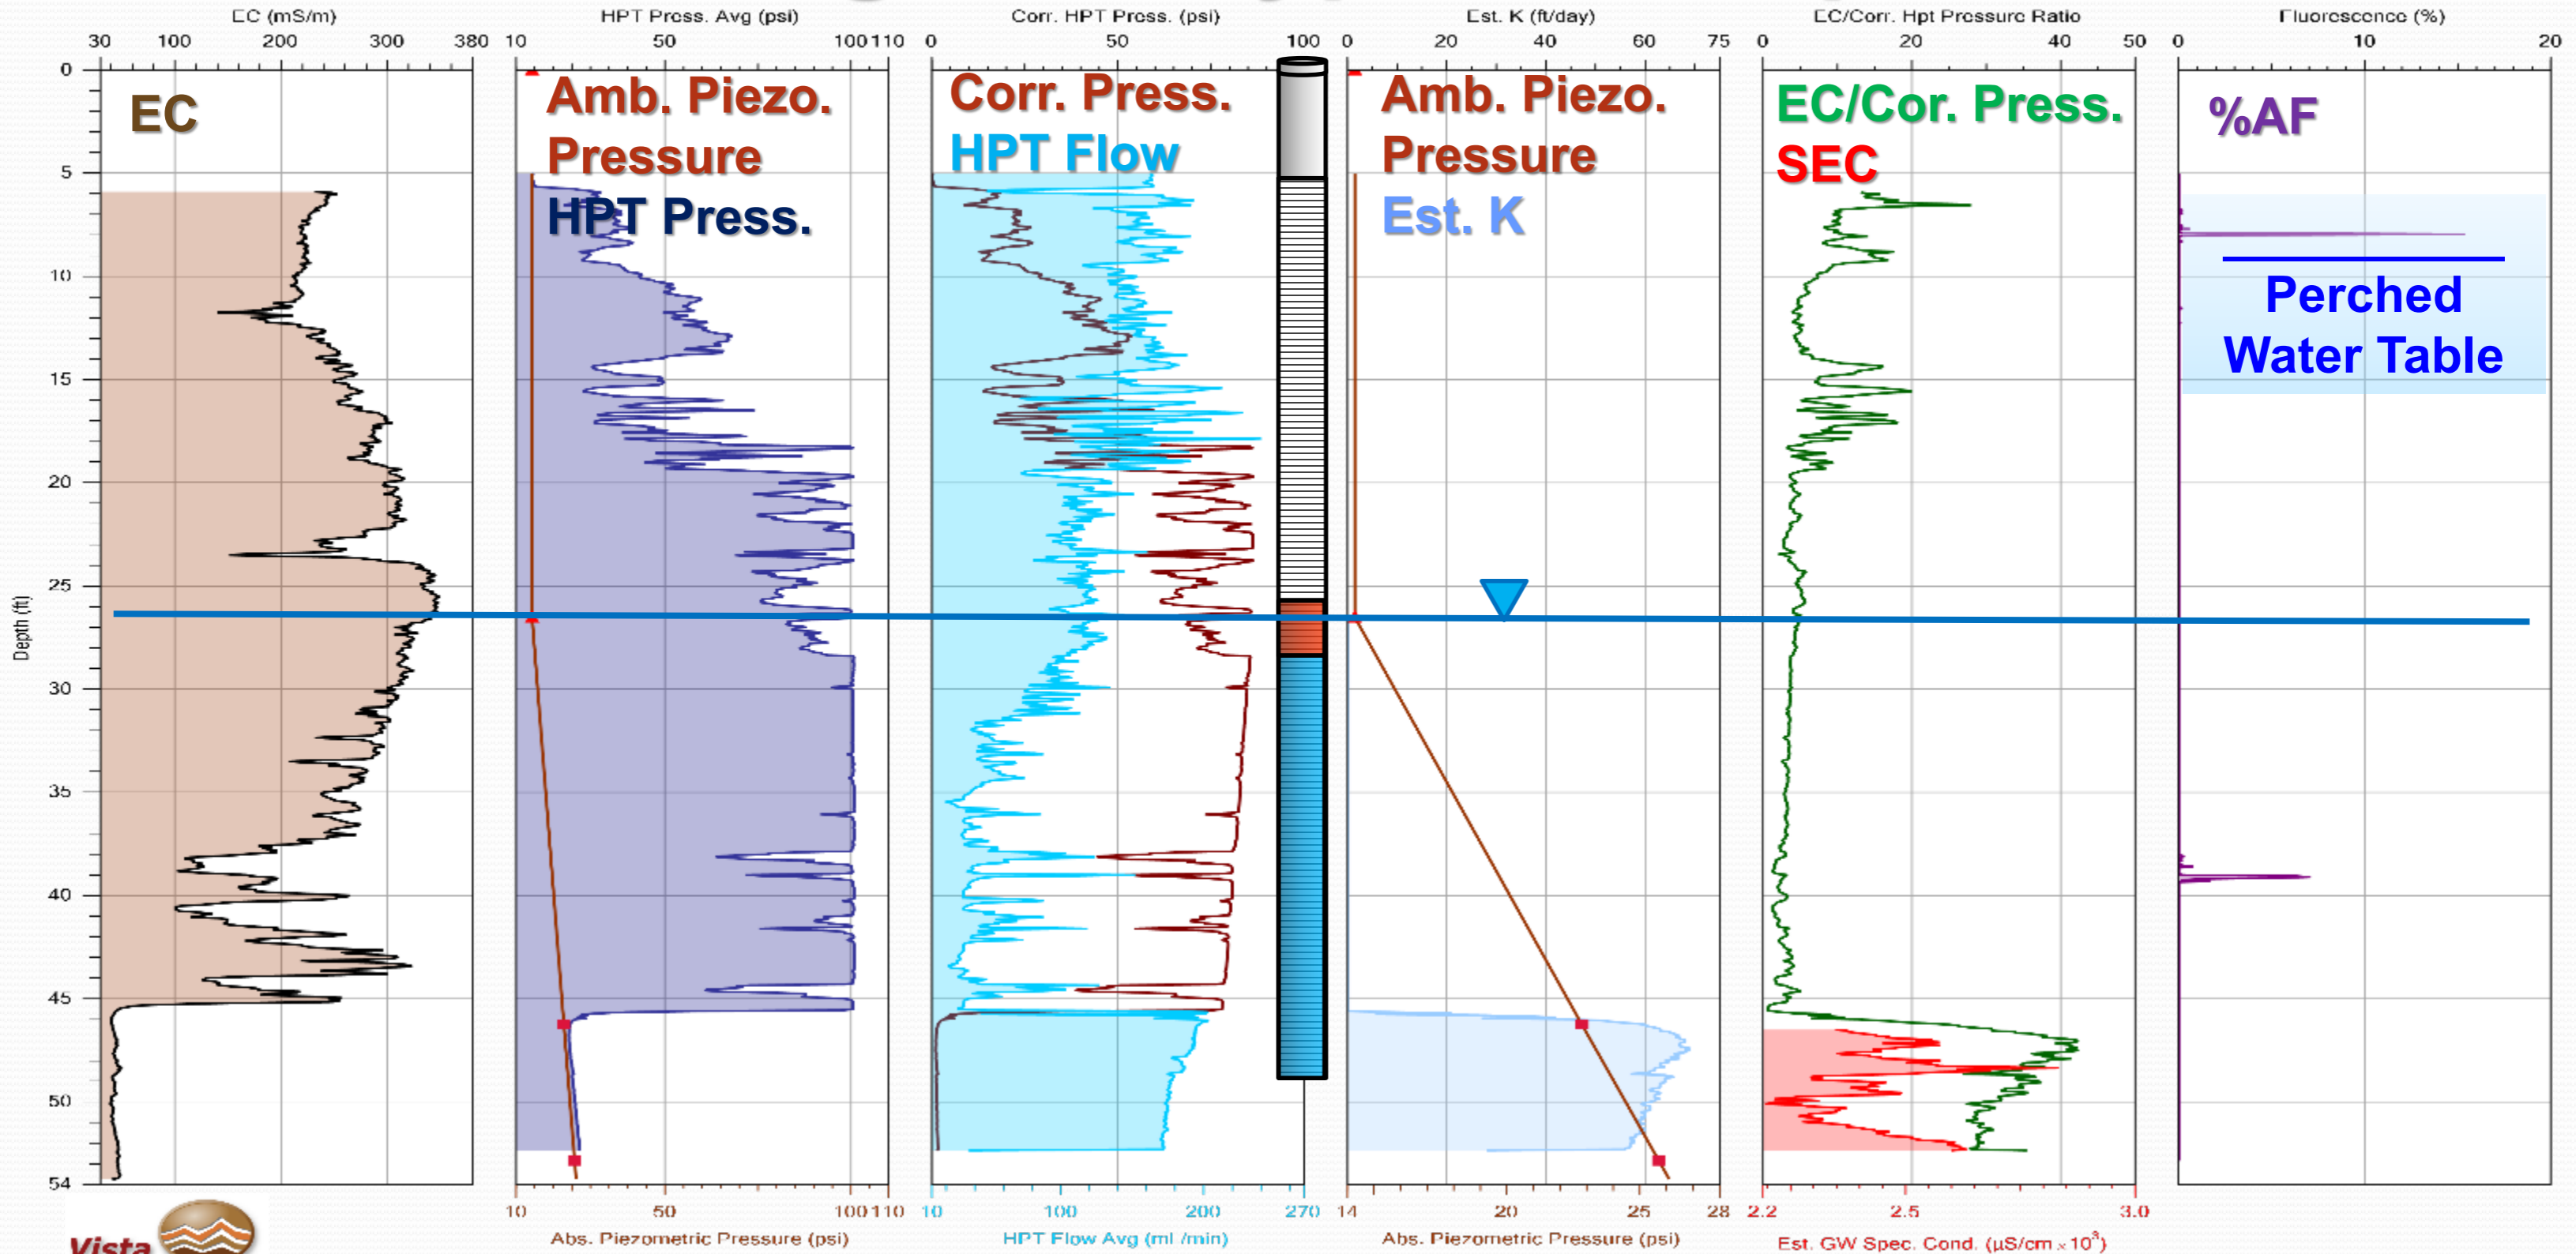 EC (mS/m)
HPT Press. Avg (psi)
Corr. HPT Press. (psi)
Est. K (ft/day)
EC/Corr. Hpt Pressure Ratio
Fluorescence (%)
30 100 200 300 380
10 50 100 110
0 50 100
0 20 40 60 75
0 20 40 50
0 10 20
EC
Amb. Piezo.
Pressure
HPT Press.
Corr. Press.
HPT Flow
Amb. Piezo.
Pressure
Est. K
EC/Cor. Press.
SEC
%AF
Perched
Water Table
Depth (ft)
0
5
10
15
20
25
30
35
40
45
50
54
10 50 100 110
10 100 200 270
14 20 25 28
2.2 2.5 3.0
Abs. Piezometric Pressure (psi)
HPT Flow Avg (mL/min)
Abs. Piezometric Pressure (psi)
Est. GW Spec. Cond. (µS/cm x 10³)
Vista